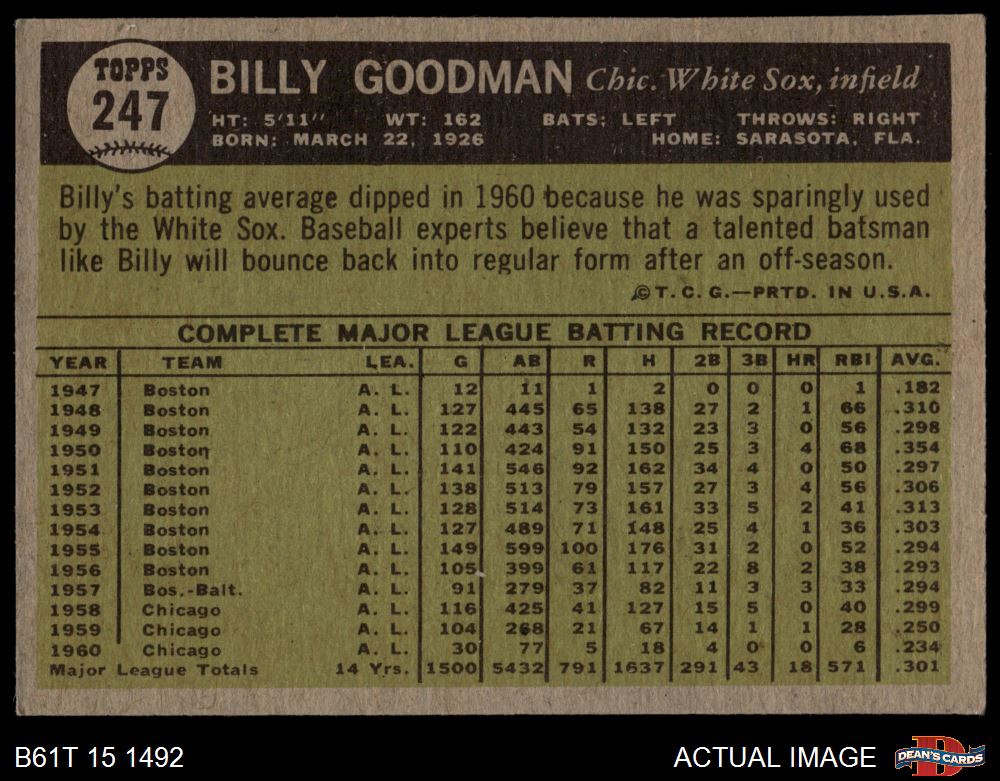 TOPPS
247
BILLY GOODMAN Chic. White Sox, infield
HT: 5'11" WT: 162 BATS: LEFT THROWS: RIGHT
BORN: MARCH 22, 1926 HOME: SARASOTA, FLA.
Billy's batting average dipped in 1960 because he was sparingly used
by the White Sox. Baseball experts believe that a talented batsman
like Billy will bounce back into regular form after an off-season.
©T. C. G.—PRTD. IN U.S.A.
COMPLETE MAJOR LEAGUE BATTING RECORD
YEAR TEAM LEA. G AB R H 2B 3B HR RBI AVG.
1947 Boston A. L. 12 11 1 2 0 0 0 1 .182
1948 Boston A. L. 127 445 65 138 27 2 1 66 .310
1949 Boston A. L. 122 443 54 132 23 3 0 56 .298
1950 Boston A. L. 110 424 91 150 25 3 4 68 .354
1951 Boston A. L. 141 546 92 162 34 4 0 50 .297
1952 Boston A. L. 138 513 79 157 27 3 4 56 .306
1953 Boston A. L. 128 514 73 161 33 5 2 41 .313
1954 Boston A. L. 127 489 71 148 25 4 1 36 .303
1955 Boston A. L. 149 599 100 176 31 2 0 52 .294
1956 Boston A. L. 105 399 61 117 22 8 2 38 .293
1957 Bos.-Balt. A. L. 91 279 37 82 11 3 3 33 .294
1958 Chicago A. L. 116 425 41 127 15 5 0 40 .299
1959 Chicago A. L. 104 268 21 67 14 1 1 28 .250
1960 Chicago A. L. 30 77 5 18 4 0 0 6 .234
Major League Totals 14 Yrs. 1500 5432 791 1637 291 43 18 571 .301
B61T 15 1492 ACTUAL IMAGE DEAN'S CARDS